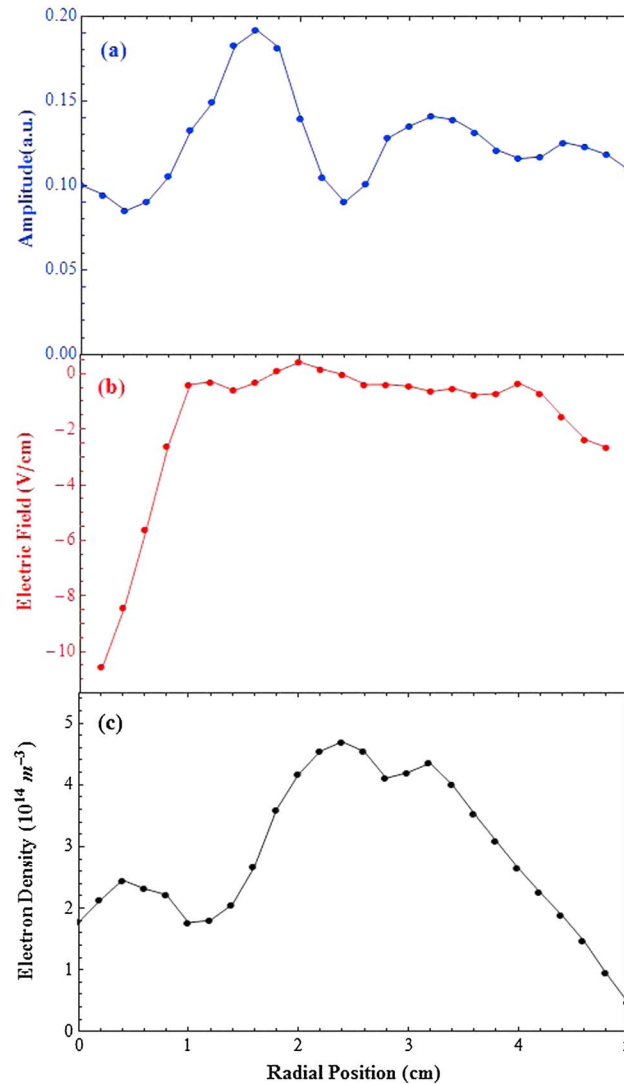 0.20
(a)
0.15
0.10
0.05
0.00
Amplitude(a.u.)
0
(b)
−2
−4
−6
−8
−10
Electric Field (V/cm)
5
(c)
4
3
2
1
0
Electron Density (10¹⁴ m⁻³)
0 1 2 3 4
Radial Position (cm)